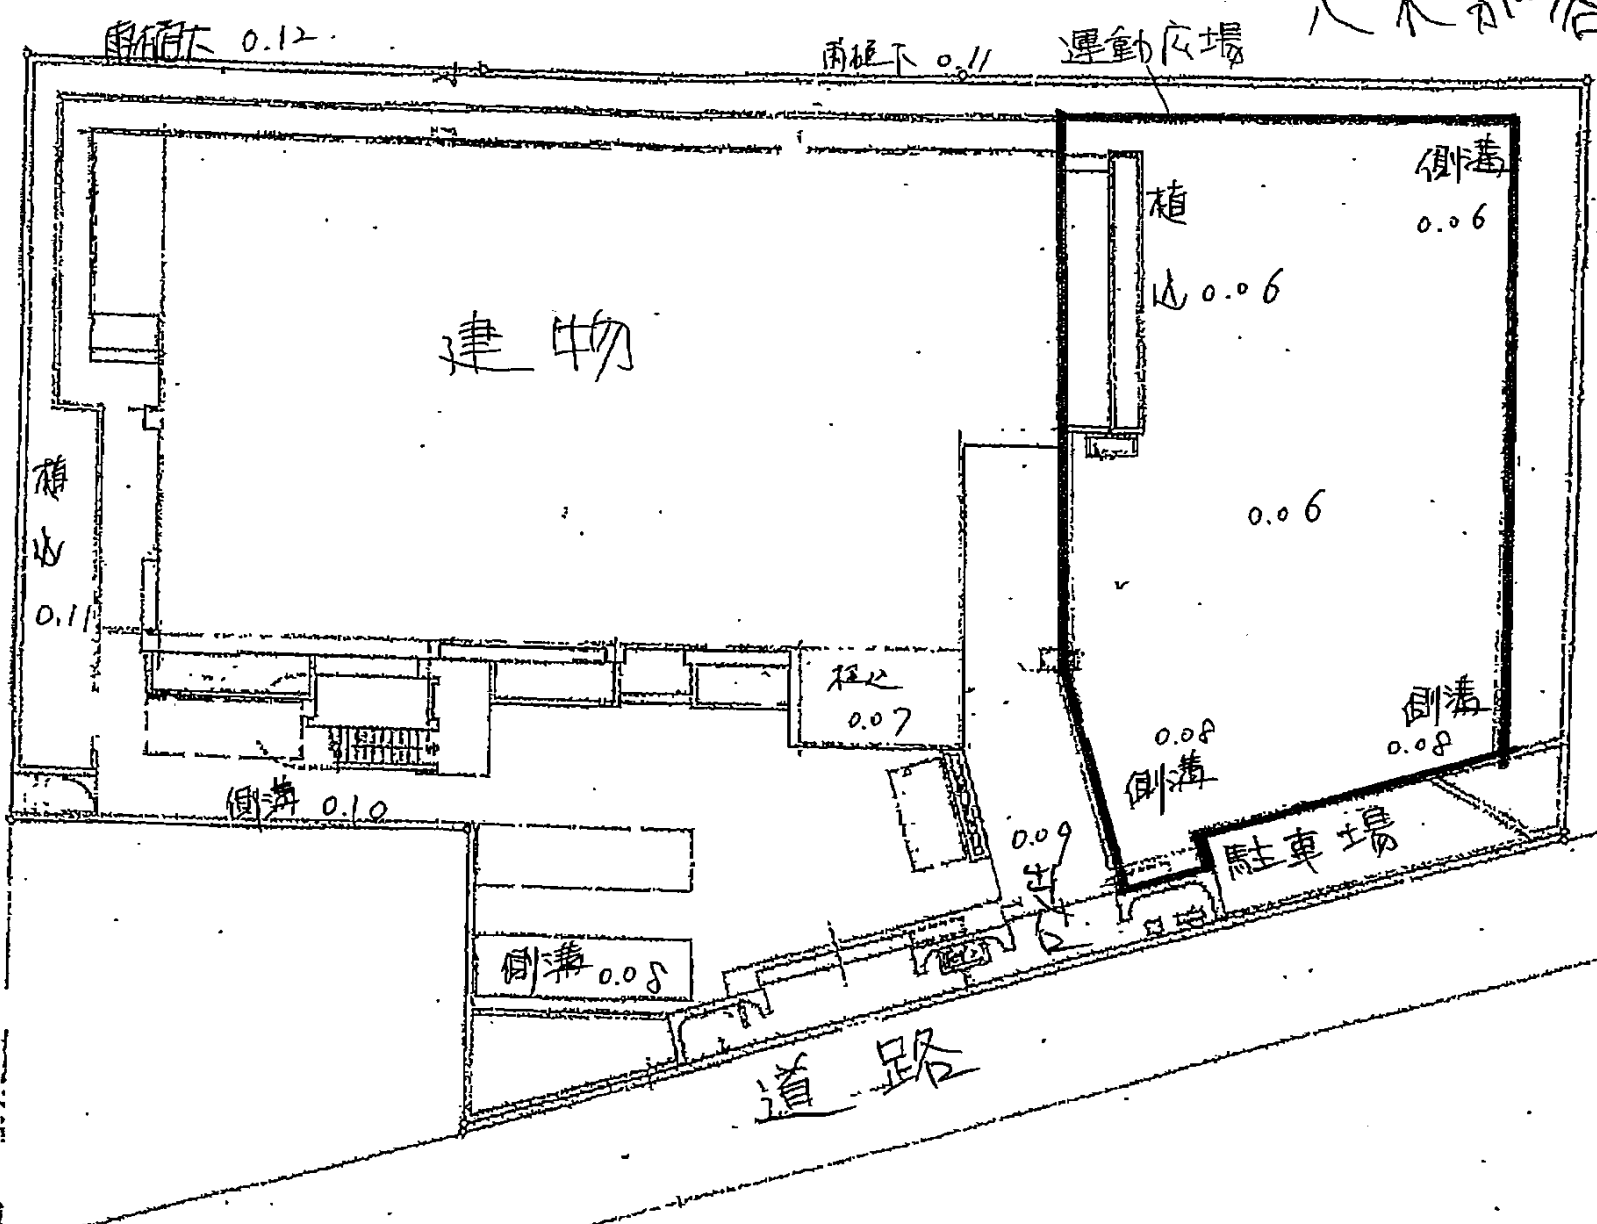 雨樋下 0.12
雨樋下 0.11
運動広場
側溝
0.06
植
込 0.06
建物
植
込
0.11
0.06
植込
0.07
0.08
側溝
側溝
0.08
側溝 0.10
0.09
出
入
口
駐車場
側溝 0.08
道路